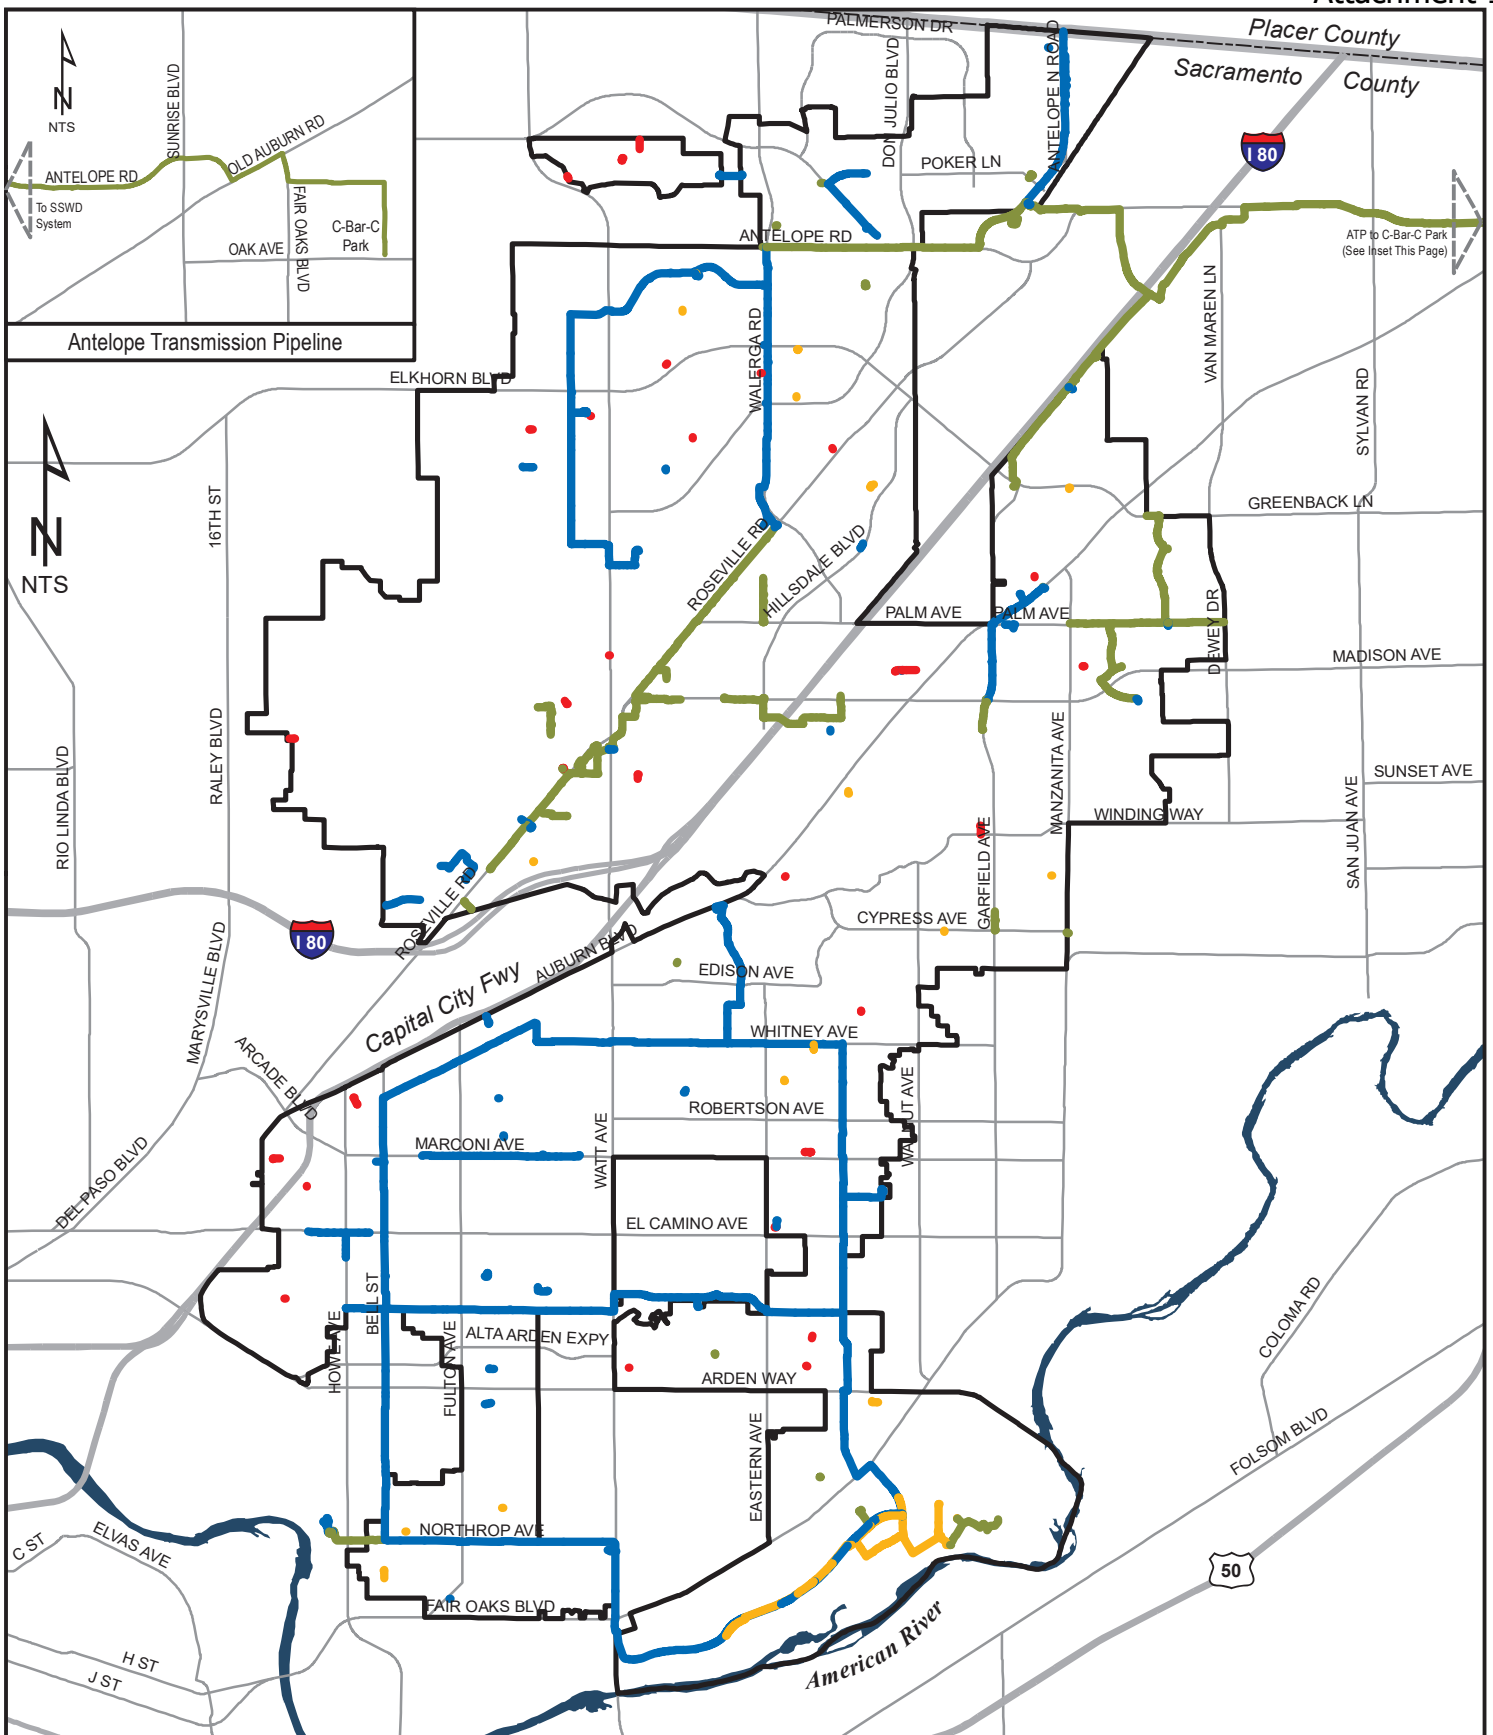 N
NTS
SUNRISE BLVD
OLD AUBURN RD
ANTELOPE RD
To SSWD
System
FAIR OAKS BLVD
C-Bar-C
Park
OAK AVE
Antelope Transmission Pipeline
PALMERSON DR
DON JULIO BLVD
ANTELOPE N ROAD
Placer County
Sacramento County
I 80
POKER LN
ANTELOPE RD
ATP to C-Bar-C Park
(See Inset This Page)
VAN MAREN LN
WALERGA RD
ELKHORN BLVD
SYLVAN RD
N
NTS
16TH ST
GREENBACK LN
ROSEVILLE RD
HILLSDALE BLVD
PALM AVE
PALM AVE
DEWEY DR
MADISON AVE
RIO LINDA BLVD
RALEY BLVD
MANZANITA AVE
SUNSET AVE
WINDING WAY
SAN JUAN AVE
GARFIELD AVE
ROSEVILLE RD
CYPRESS AVE
I 80
AUBURN BLVD
EDISON AVE
MARYSVILLE BLVD
Capital City Fwy
WHITNEY AVE
ARCADE BLVD
ROBERTSON AVE
WALNUT AVE
MARCONI AVE
WATT AVE
DEL PASO BLVD
EL CAMINO AVE
BELL ST
HOWE AVE
FULTON AVE
ALTA ARDEN EXPY
COLOMA RD
ARDEN WAY
EASTERN AVE
FOLSOM BLVD
C ST
ELVAS AVE
NORTHROP AVE
50
FAIR OAKS BLVD
H ST
J ST
American River